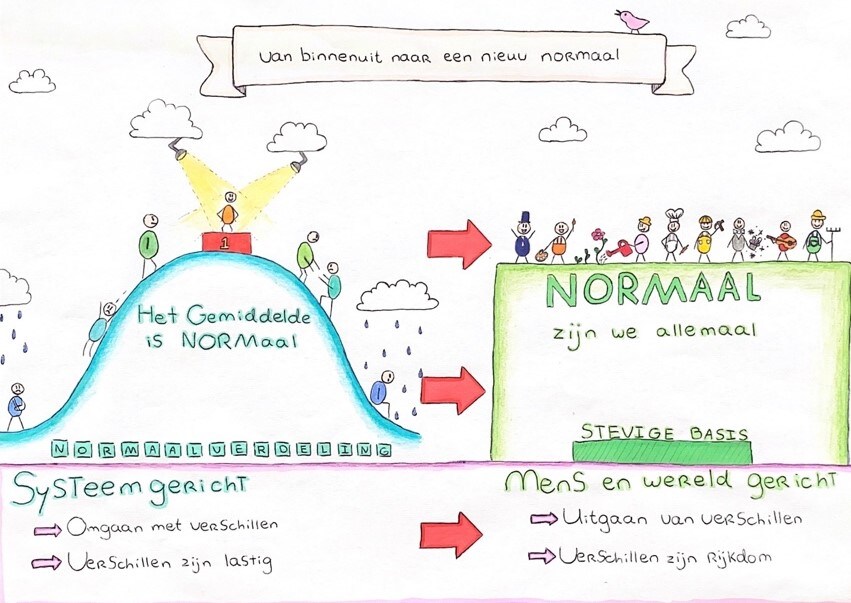 Van binnenuit naar een nieuw normaal
1
Het Gemiddelde
is NORMaal
NORMAALVERDELING
NORMAAL
zijn we allemaal
STEVIGE BASIS
Systeemgericht
Omgaan met verschillen
Verschillen zijn lastig
Mens en wereld gericht
Uitgaan van verschillen
Verschillen zijn Rijkdom